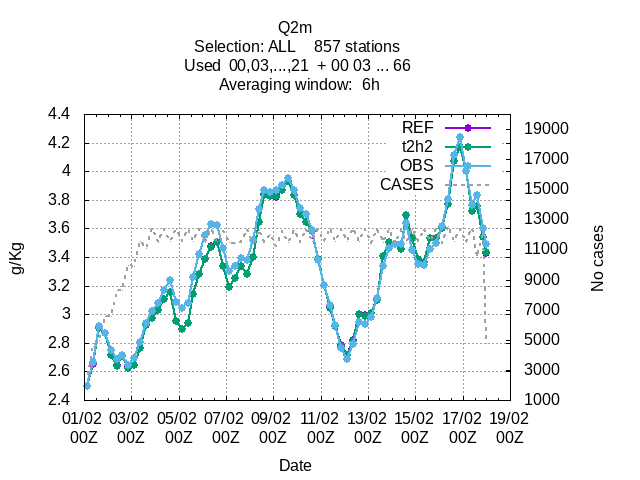 Q2m
Selection: ALL    857 stations
Used  00,03,...,21  + 00 03 ... 66
Averaging window:  6h
4.4
4.2
4
3.8
3.6
3.4
3.2
3
2.8
2.6
2.4
g/Kg
REF
t2h2
OBS
CASES
19000
17000
15000
13000
11000
9000
7000
5000
3000
1000
No cases
01/02 03/02 05/02 07/02 09/02 11/02 13/02 15/02 17/02 19/02
00Z 00Z 00Z 00Z 00Z 00Z 00Z 00Z 00Z 00Z
Date